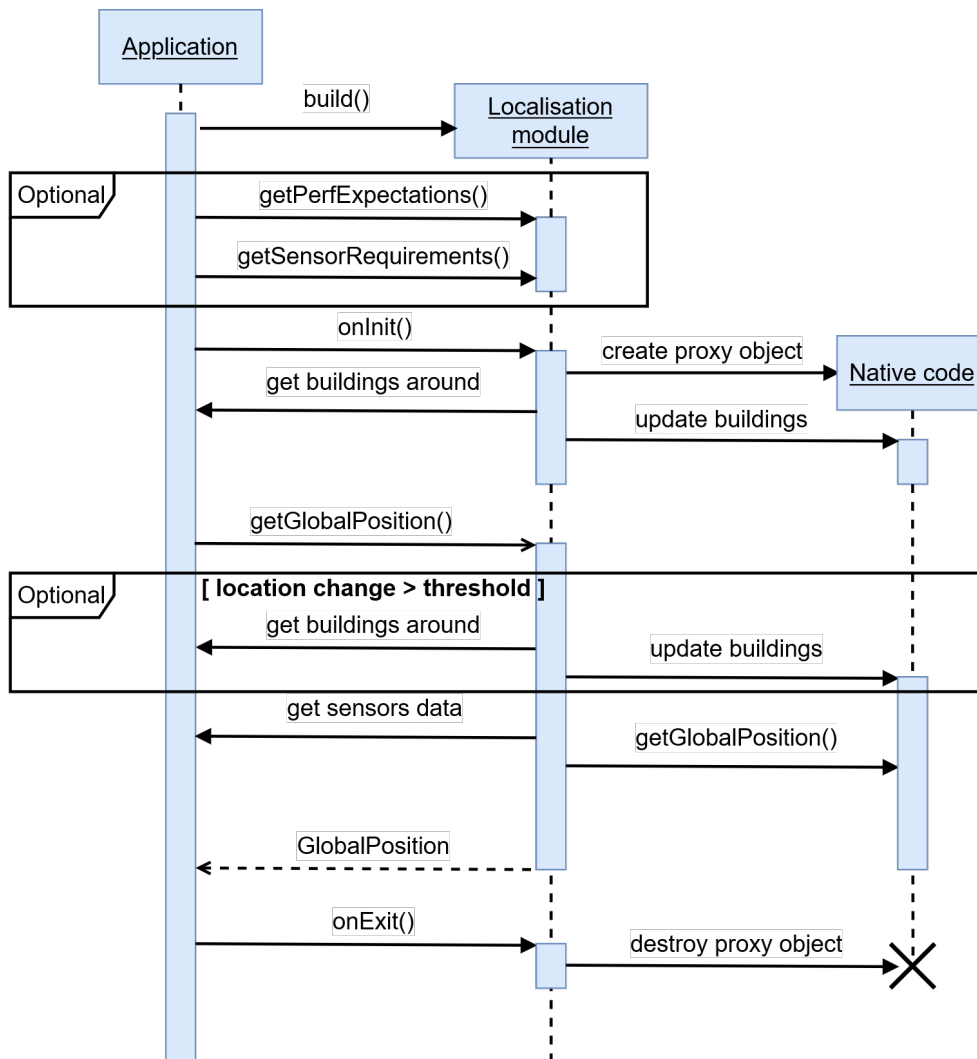 Application
build()
Localisation
module
Optional
getPerfExpectations()
getSensorRequirements()
onInit()
create proxy object
Native code
get buildings around
update buildings
getGlobalPosition()
Optional
[ location change > threshold ]
get buildings around
update buildings
get sensors data
getGlobalPosition()
GlobalPosition
onExit()
destroy proxy object